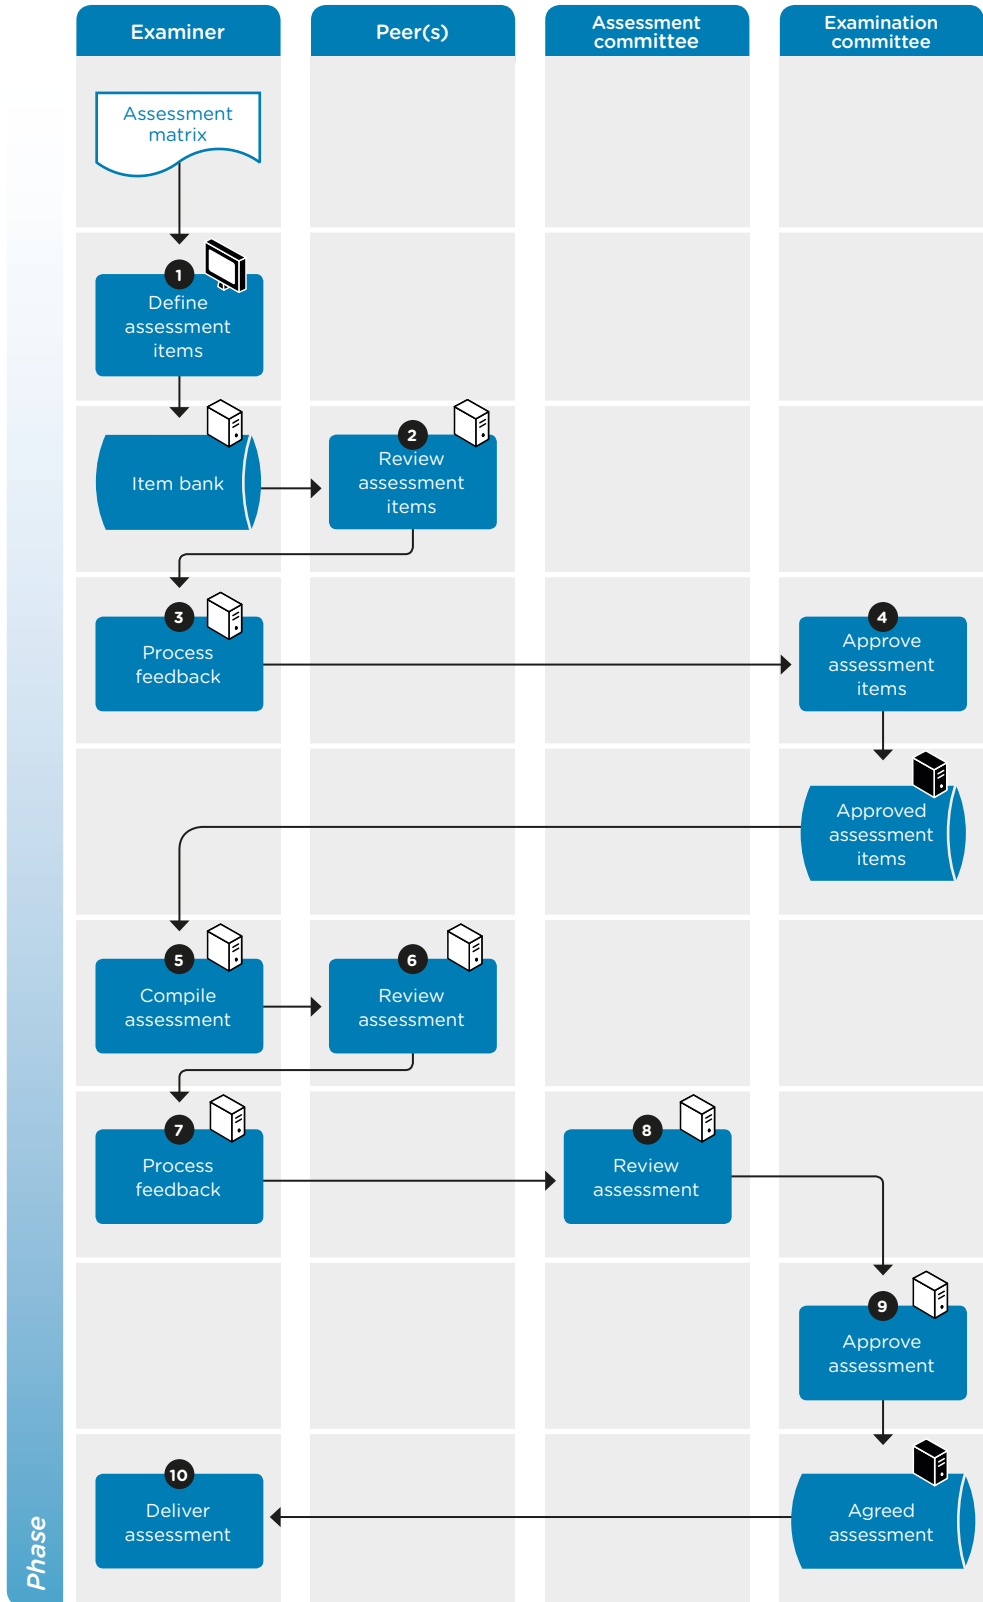 Examiner
Peer(s)
Assessment
committee
Examination
committee
Assessment
matrix
1
Define
assessment
items
Item bank
2
Review
assessment
items
3
Process
feedback
4
Approve
assessment
items
Approved
assessment
items
5
Compile
assessment
6
Review
assessment
7
Process
feedback
8
Review
assessment
9
Approve
assessment
10
Deliver
assessment
Agreed
assessment
Phase